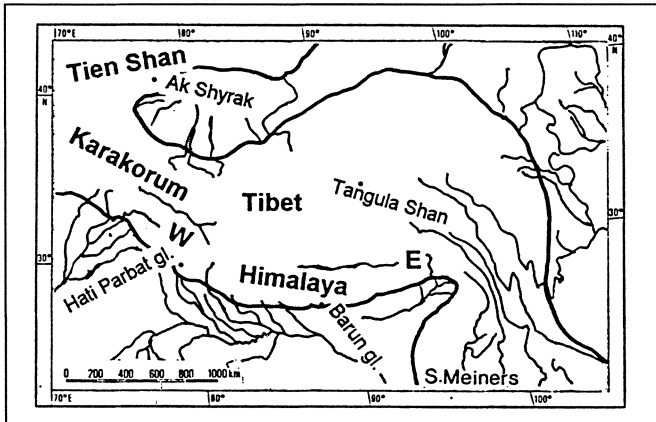 70°E 80° 90° 100° 110° 40° N
Tien Shan
Ak Shyrak
40° N
Karakorum
Tibet
Tangula Shan
30°
W
E
30°
Himalaya
Hati Parbat gl.
Barun gl.
0 200 400 600 800 1000 km
S.Meiners
70°E 80° 90° 100°